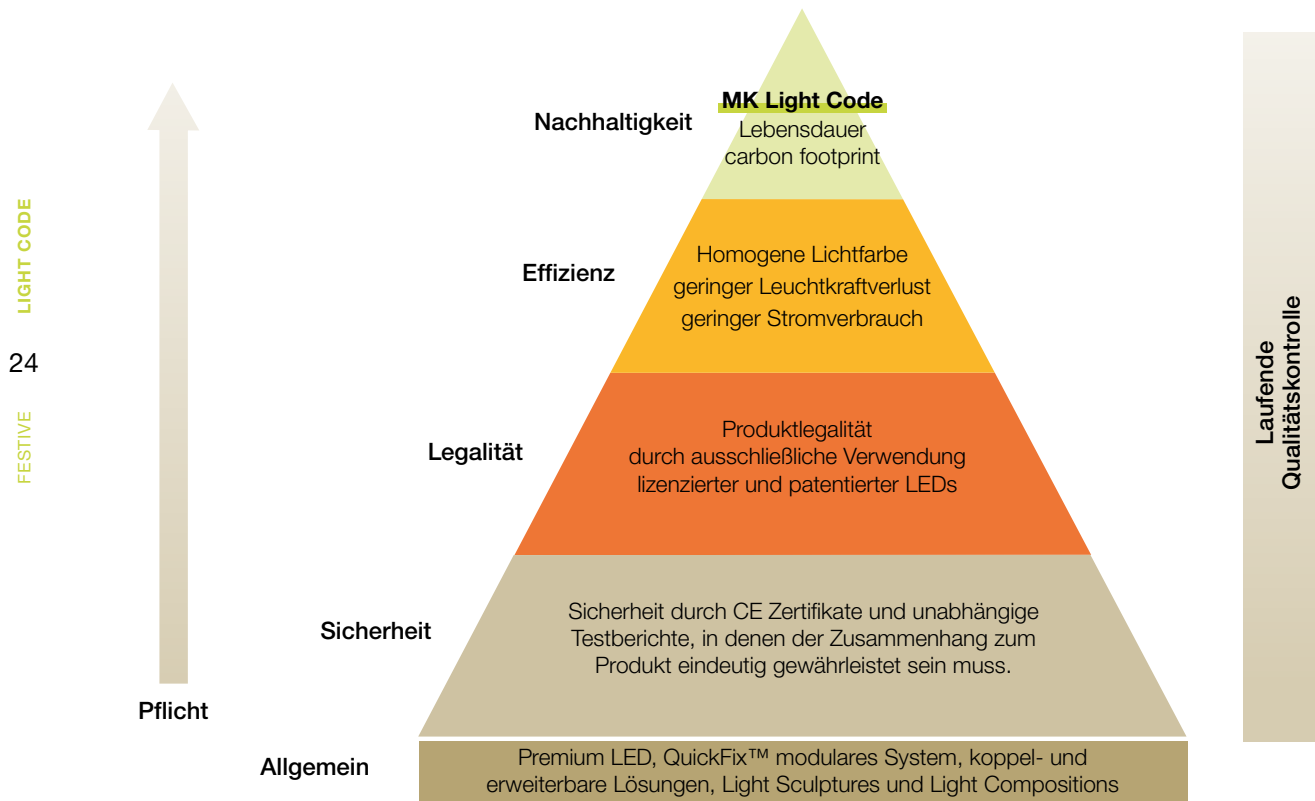 MK Light Code
Nachhaltigkeit
Lebensdauer
carbon footprint
Effizienz
Homogene Lichtfarbe
geringer Leuchtkraftverlust
geringer Stromverbrauch
Legalität
Produktlegalität
durch ausschließliche Verwendung
lizenzierter und patentierter LEDs
Sicherheit
Sicherheit durch CE Zertifikate und unabhängige
Testberichte, in denen der Zusammenhang zum
Produkt eindeutig gewährleistet sein muss.
Pflicht
Allgemein
Premium LED, QuickFix™ modulares System, koppel- und
erweiterbare Lösungen, Light Sculptures und Light Compositions
Laufende
Qualitätskontrolle
LIGHT CODE
24
FESTIVE